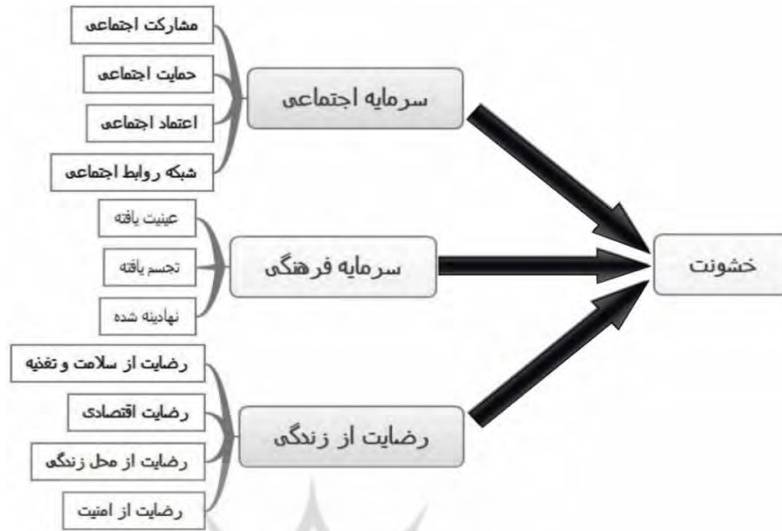 سرمایه اجتماعی
مشارکت اجتماعی
حمایت اجتماعی
اعتماد اجتماعی
شبکه روابط اجتماعی
سرمایه فرهنگی
عینیت یافته
تجسم یافته
نهادینه شده
رضایت از زندگی
رضایت از سلامت و تغذیه
رضایت اقتصادی
رضایت از محل زندگی
رضایت از امنیت
خشونت